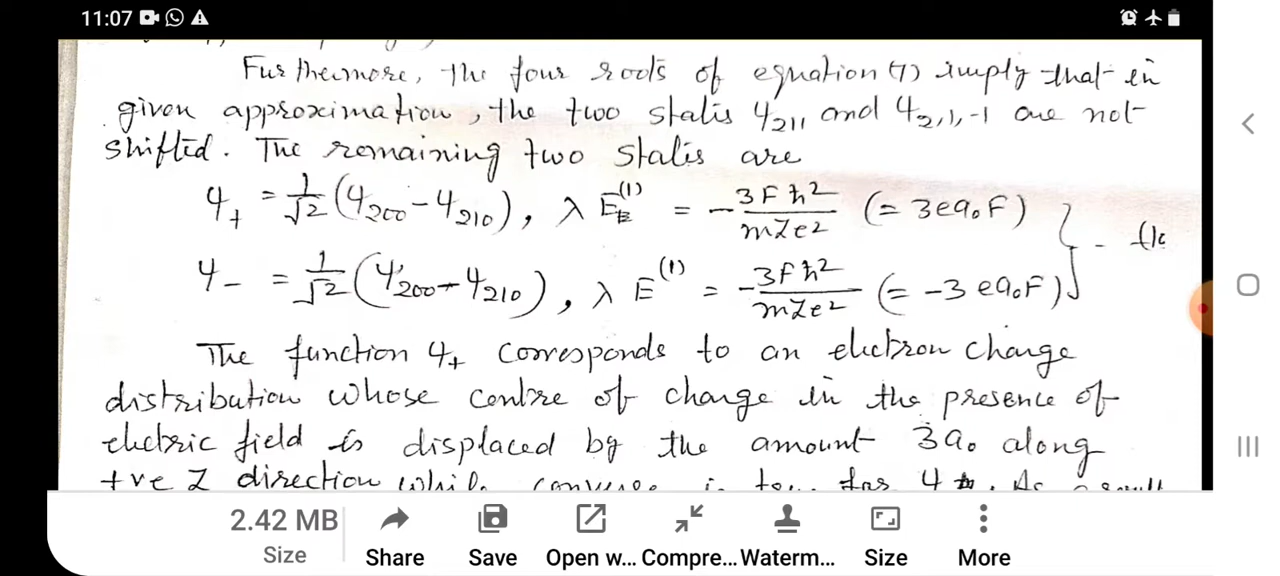 11:07
Furthermore, the four roots of equation (7) imply that in
given approximation, the two states Ψ211 and Ψ2,1,-1 are not
shifted. The remaining two states are
Ψ+ = 1/√2 (Ψ200 - Ψ210), λ E(1) = - 3Fħ²/mZe² (= 3ea₀F)
Ψ- = 1/√2 (Ψ200 - Ψ210), λ E(1) = - 3Fħ²/mZe² (= -3ea₀F)
The function Ψ+ corresponds to an electron charge
distribution whose centre of charge in the presence of
electric field is displaced by the amount 3a₀ along
+ve Z direction while
2.42 MB
Size
Share
Save
Open w...
Compre...
Waterm...
Size
More